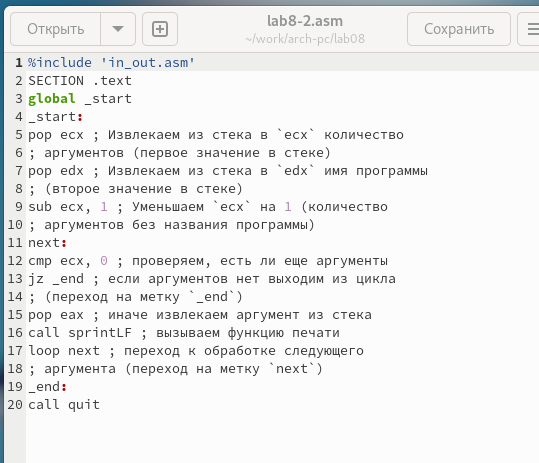 Открыть
lab8-2.asm
~/work/arch-pc/lab08
Сохранить
1 %include 'in_out.asm'
2 SECTION .text
3 global _start
4 _start:
5 pop ecx ; Извлекаем из стека в `ecx` количество
6 ; аргументов (первое значение в стеке)
7 pop edx ; Извлекаем из стека в `edx` имя программы
8 ; (второе значение в стеке)
9 sub ecx, 1 ; Уменьшаем `ecx` на 1 (количество
10 ; аргументов без названия программы)
11 next:
12 cmp ecx, 0 ; проверяем, есть ли еще аргументы
13 jz _end ; если аргументов нет выходим из цикла
14 ; (переход на метку `_end`)
15 pop eax ; иначе извлекаем аргумент из стека
16 call sprintLF ; вызываем функцию печати
17 loop next ; переход к обработке следующего
18 ; аргумента (переход на метку `next`)
19 _end:
20 call quit